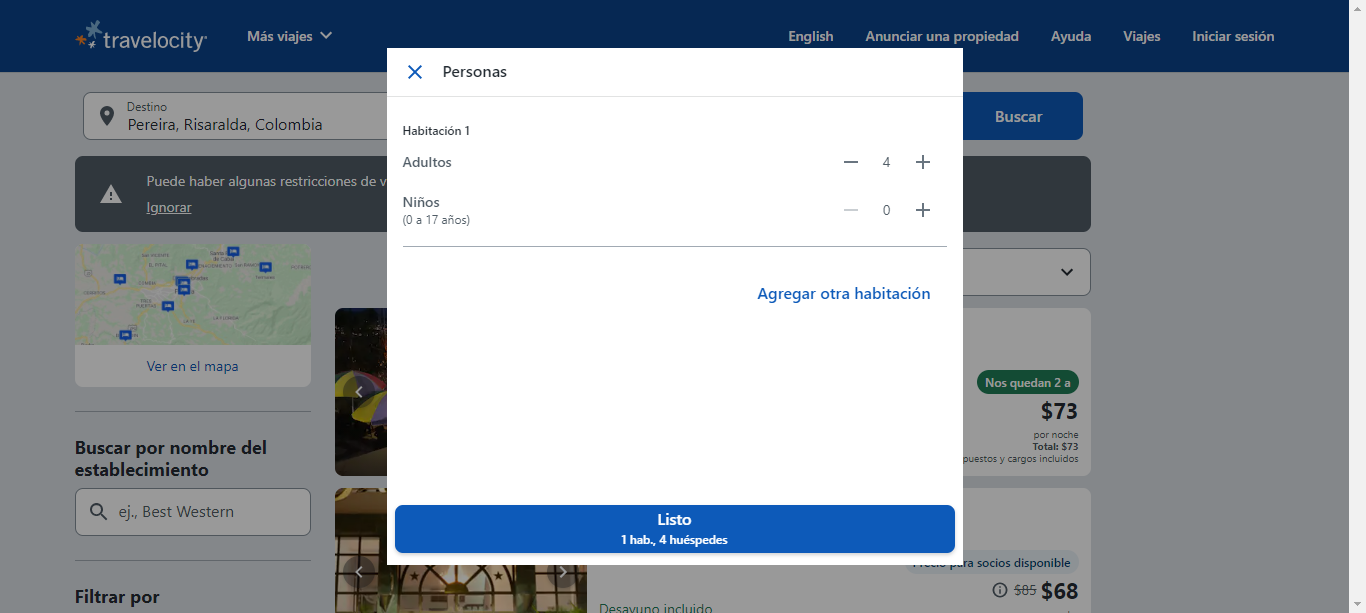 travelocity
Más viajes
English
Anunciar una propiedad
Ayuda
Viajes
Iniciar sesión
Personas
Destino
Pereira, Risaralda, Colombia
Buscar
Habitación 1
Adultos
4
Niños
0
(0 a 17 años)
Puede haber algunas restricciones de v
Ignorar
Agregar otra habitación
Ver en el mapa
Nos quedan 2 a
$73
por noche
Total: $73
puestos y cargos incluidos
Buscar por nombre del
establecimiento
ej., Best Western
Listo
1 hab., 4 huéspedes
Precio para socios disponible
$85 $68
Filtrar por
Desayuno incluido